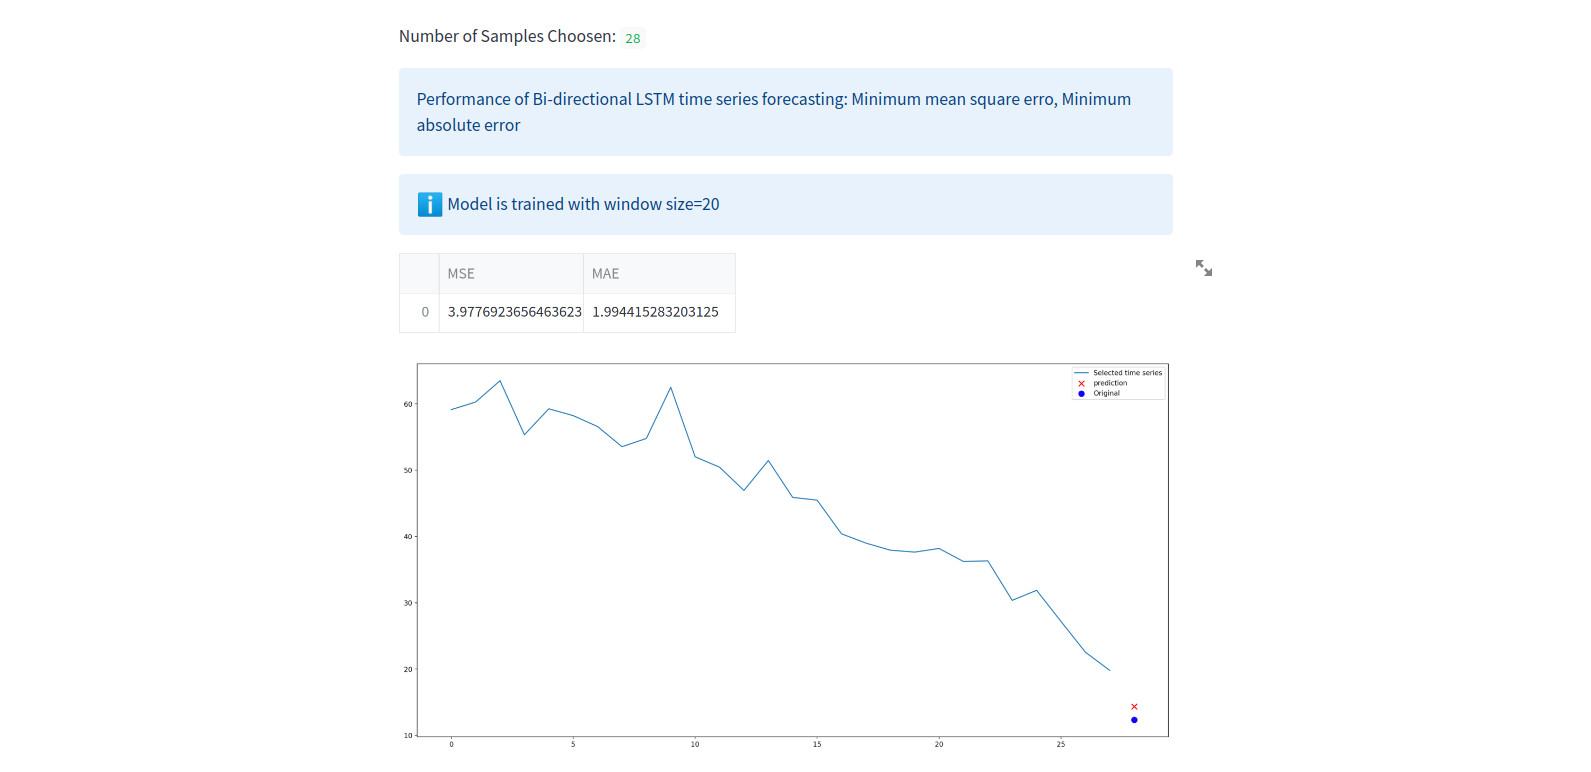 Number of Samples Choosen: 28
Performance of Bi-directional LSTM time series forecasting: Minimum mean square erro, Minimum
absolute error
Model is trained with window size=20
MSE MAE
0 3.9776923656463623 1.994415283203125
Selected time series
prediction
Original
60
50
40
30
20
10
0 5 10 15 20 25